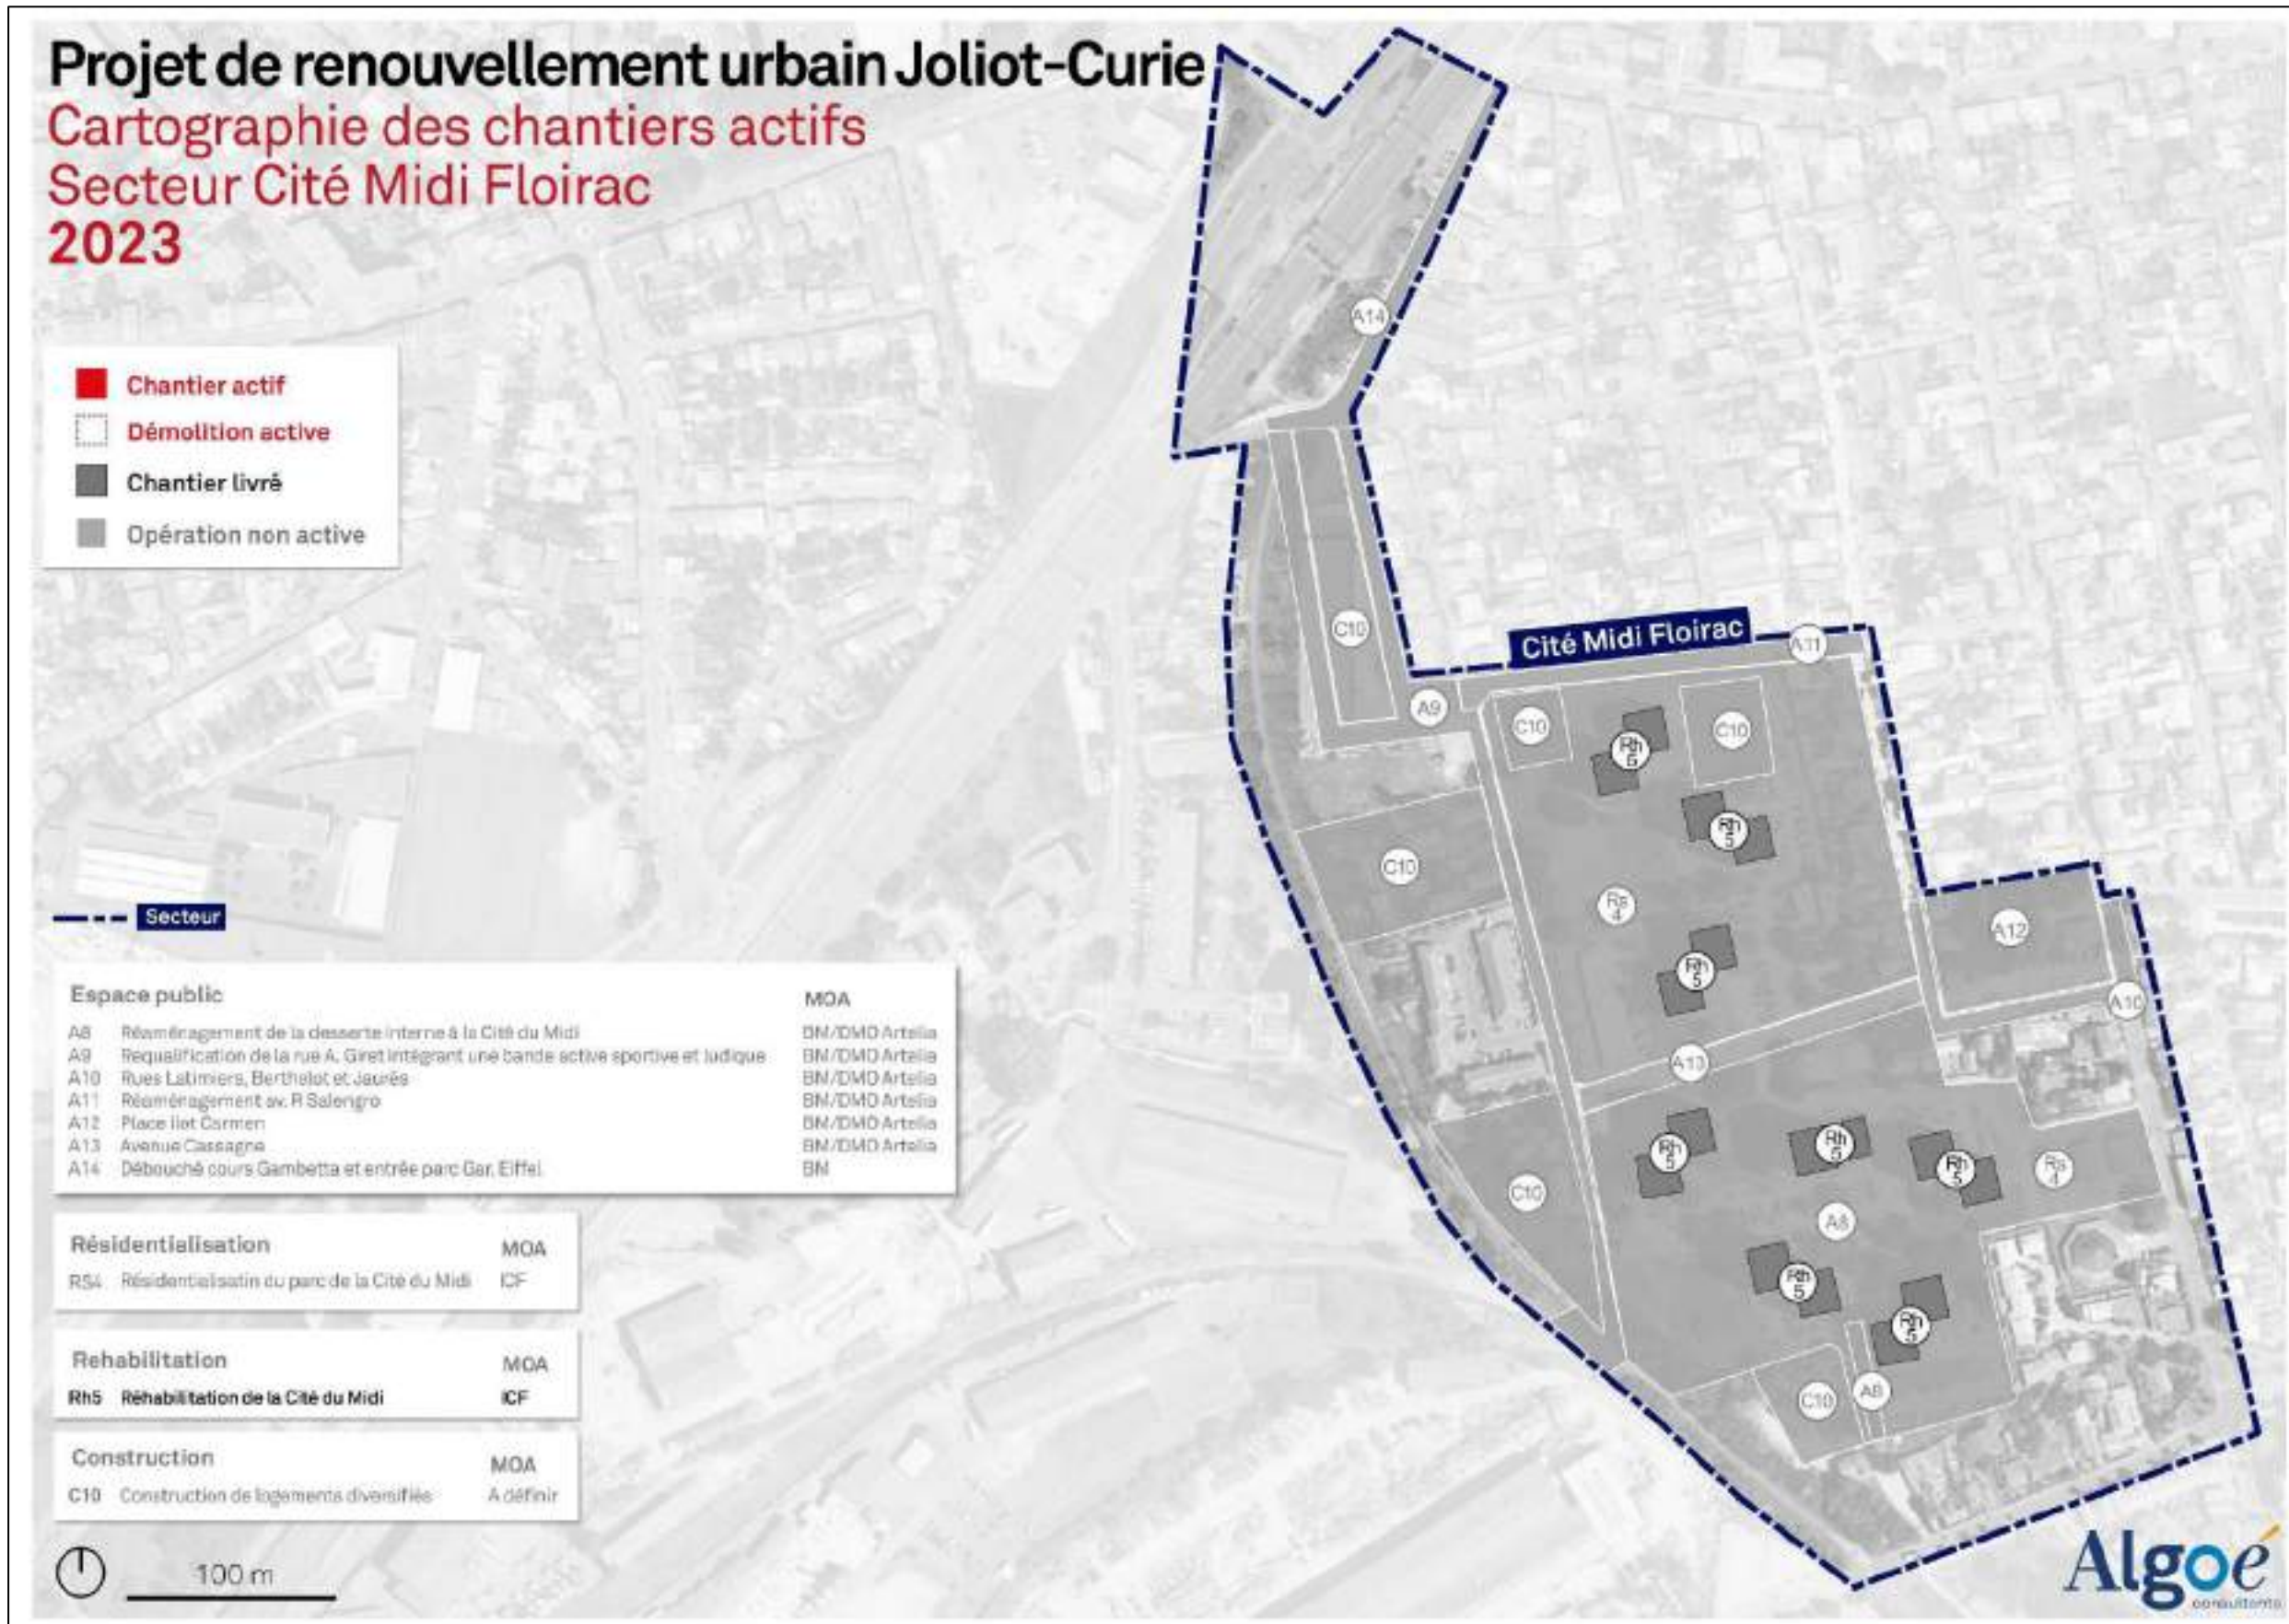 Projet de renouvellement urbain Joliot-Curie
Cartographie des chantiers actifs
Secteur Cité Midi Floirac
2023
Chantier actif
Démolition active
Chantier livré
Opération non active
Secteur
Espace public MOA
A8 Réaménagement de la desserte interne à la Cité du Midi BM/DMO Artelia
A9 Requalification de la rue A. Giret intégrant une bande active sportive et ludique BM/DMO Artelia
A10 Rues Latimiers, Berthelot et Jaurès BM/DMO Artelia
A11 Réaménagement av. R Salengro BM/DMO Artelia
A12 Place îlot Carmen BM/DMO Artelia
A13 Avenue Cassagne BM/DMO Artelia
A14 Débouché cours Gambetta et entrée parc Gar. Eiffel BM
Résidentialisation MOA
RS4 Résidentialisatin du parc de la Cité du Midi ICF
Rehabilitation MOA
Rh5 Réhabilitation de la Cité du Midi ICF
Construction MOA
C10 Construction de logements diversifiés A définir
100 m
A14
C10
Cité Midi Floirac
A11
A9
C10
Rh
5
C10
Rh
5
C10
Rs
4
A12
Rh
5
A10
A13
Rh
5
Rh
5
Rh
5
Rs
4
C10
A8
Rh
5
Rh
5
C10
A8
Algoé
consultants